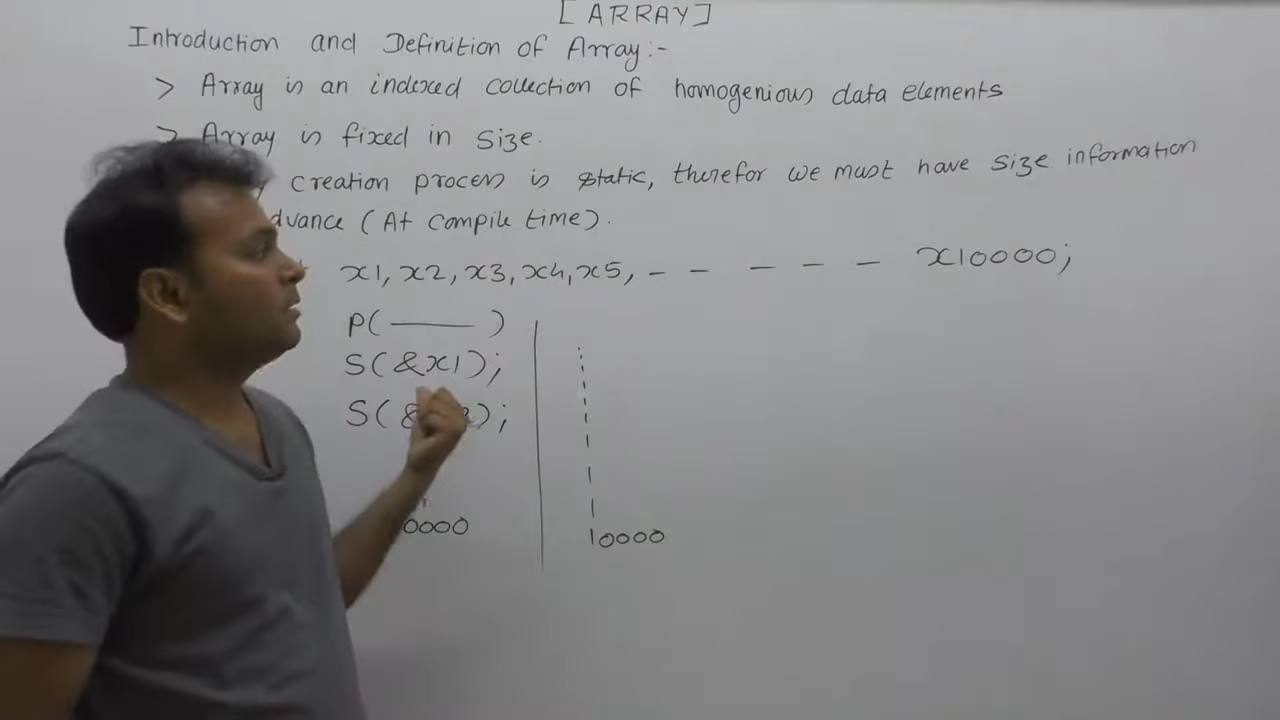 [ARRAY]
Introduction and Definition of Array:-
> Array is an indexed collection of homogenious data elements
> Array is fixed in size.
creation process is static, therefor we must have size information
dvance (At compile time).
x1, x2, x3, x4, x5, - - - - - x10000;
P( ——— )
S(&x1);
S(& );
0000
10000